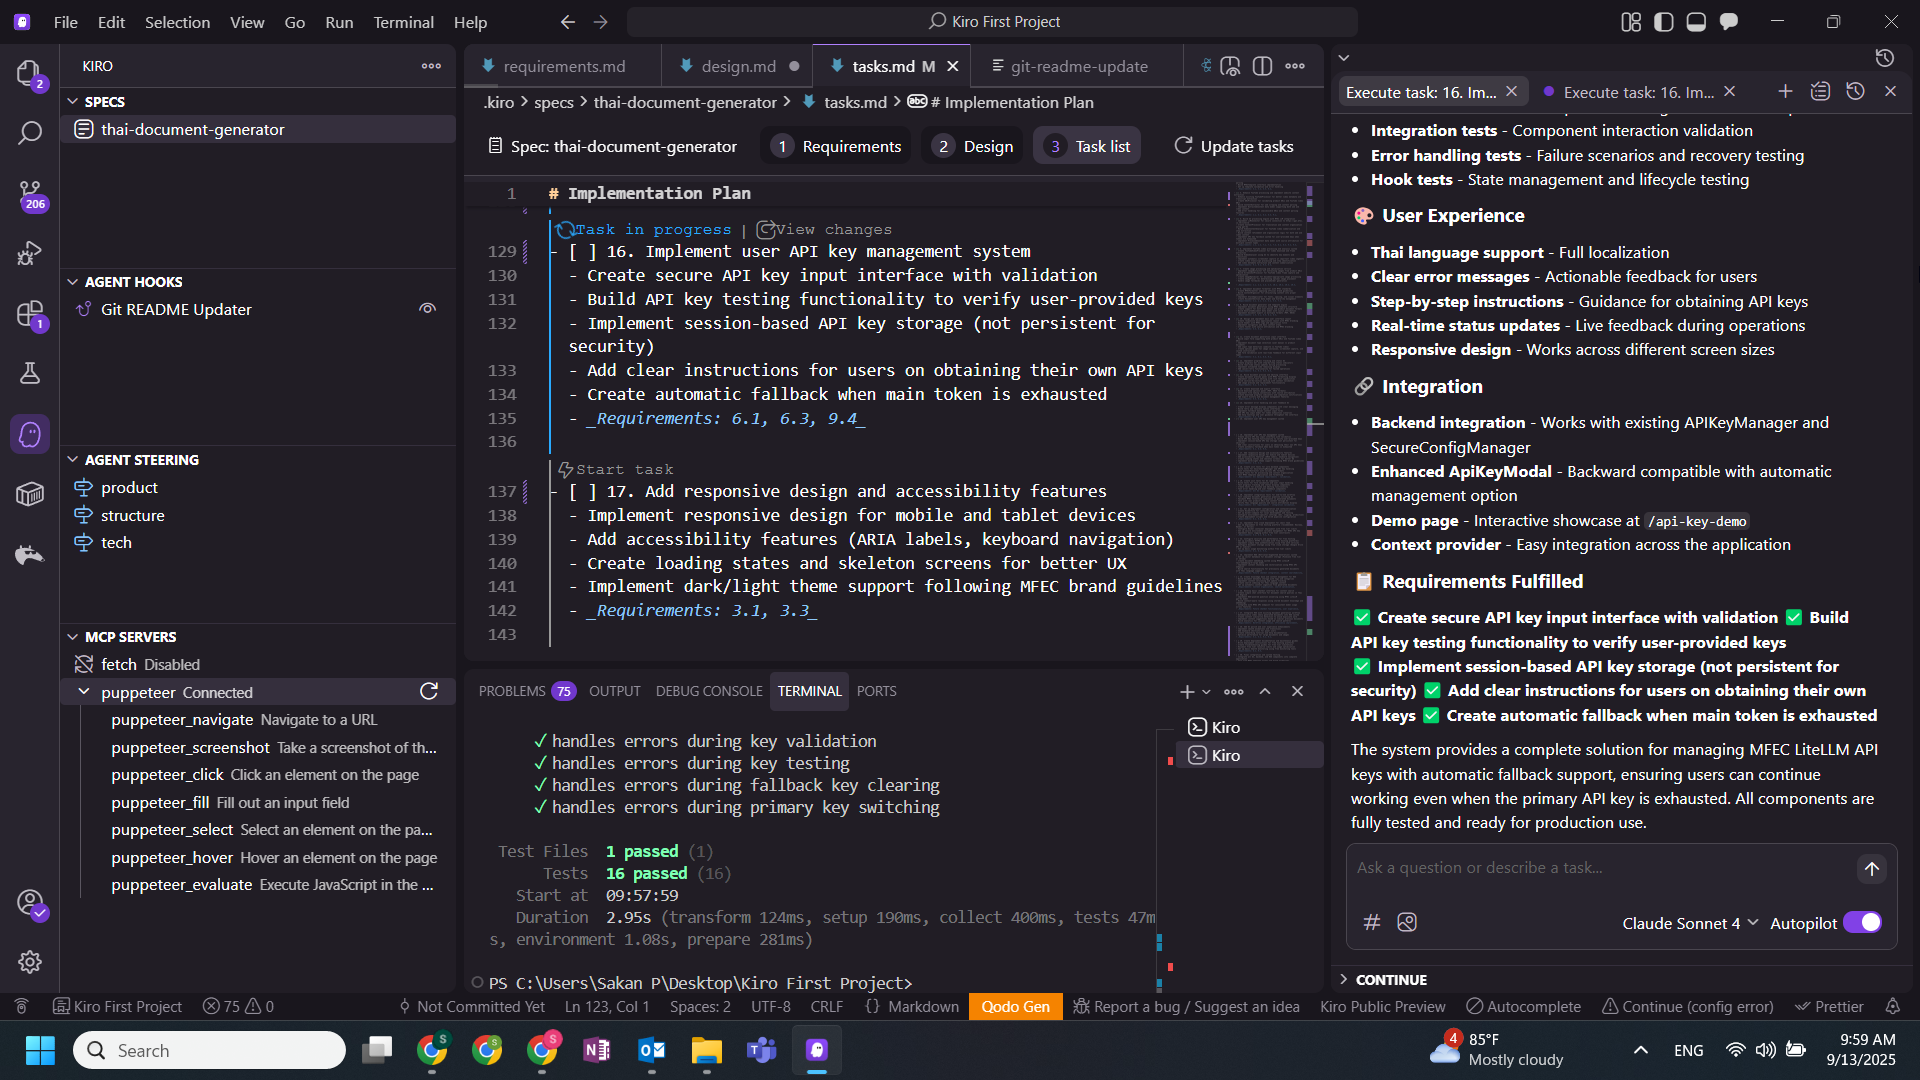 File Edit Selection View Go Run Terminal Help
Kiro First Project
2
206
1
KIRO
SPECS
thai-document-generator
AGENT HOOKS
Git README Updater
AGENT STEERING
product
structure
tech
MCP SERVERS
fetch Disabled
puppeteer Connected
puppeteer_navigate Navigate to a URL
puppeteer_screenshot Take a screenshot of th...
puppeteer_click Click an element on the page
puppeteer_fill Fill out an input field
puppeteer_select Select an element on the pa...
puppeteer_hover Hover an element on the page
puppeteer_evaluate Execute JavaScript in the ...
requirements.md design.md tasks.md M git-readme-update
.kiro > specs > thai-document-generator > tasks.md > abc # Implementation Plan
Spec: thai-document-generator 1 Requirements 2 Design 3 Task list Update tasks
1 # Implementation Plan
Task in progress | View changes
129 - [ ] 16. Implement user API key management system
130 - Create secure API key input interface with validation
131 - Build API key testing functionality to verify user-provided keys
132 - Implement session-based API key storage (not persistent for
security)
133 - Add clear instructions for users on obtaining their own API keys
134 - Create automatic fallback when main token is exhausted
135 - _Requirements: 6.1, 6.3, 9.4_
136
Start task
137 - [ ] 17. Add responsive design and accessibility features
138 - Implement responsive design for mobile and tablet devices
139 - Add accessibility features (ARIA labels, keyboard navigation)
140 - Create loading states and skeleton screens for better UX
141 - Implement dark/light theme support following MFEC brand guidelines
142 - _Requirements: 3.1, 3.3_
143
PROBLEMS 75 OUTPUT DEBUG CONSOLE TERMINAL PORTS
✓ handles errors during key validation
✓ handles errors during key testing
✓ handles errors during fallback key clearing
✓ handles errors during primary key switching
Test Files 1 passed (1)
Tests 16 passed (16)
Start at 09:57:59
Duration 2.95s (transform 124ms, setup 190ms, collect 400ms, tests 47m
s, environment 1.08s, prepare 281ms)
PS C:\Users\Sakan P\Desktop\Kiro First Project>
Kiro
Kiro
Execute task: 16. Im... Execute task: 16. Im...
• Integration tests - Component interaction validation
• Error handling tests - Failure scenarios and recovery testing
• Hook tests - State management and lifecycle testing
🎨 User Experience
• Thai language support - Full localization
• Clear error messages - Actionable feedback for users
• Step-by-step instructions - Guidance for obtaining API keys
• Real-time status updates - Live feedback during operations
• Responsive design - Works across different screen sizes
🔗 Integration
• Backend integration - Works with existing APIKeyManager and
SecureConfigManager
• Enhanced ApiKeyModal - Backward compatible with automatic
management option
• Demo page - Interactive showcase at /api-key-demo
• Context provider - Easy integration across the application
📋 Requirements Fulfilled
✅ Create secure API key input interface with validation ✅ Build
API key testing functionality to verify user-provided keys
✅ Implement session-based API key storage (not persistent for
security) ✅ Add clear instructions for users on obtaining their own
API keys ✅ Create automatic fallback when main token is exhausted
The system provides a complete solution for managing MFEC LiteLLM API
keys with automatic fallback support, ensuring users can continue
working even when the primary API key is exhausted. All components are
fully tested and ready for production use.
Ask a question or describe a task...
Claude Sonnet 4 Autopilot
CONTINUE
Kiro First Project 75 0 Not Committed Yet Ln 123, Col 1 Spaces: 2 UTF-8 CRLF {} Markdown Qodo Gen Report a bug / Suggest an idea Kiro Public Preview Autocomplete Continue (config error) Prettier
Search
4
85°F
Mostly cloudy
ENG
9:59 AM
9/13/2025